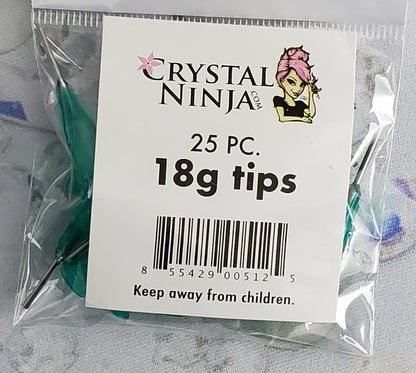 CRYSTAL
NINJA.COM
25 PC.
18g tips
8 55429 00512 5
Keep away from children.